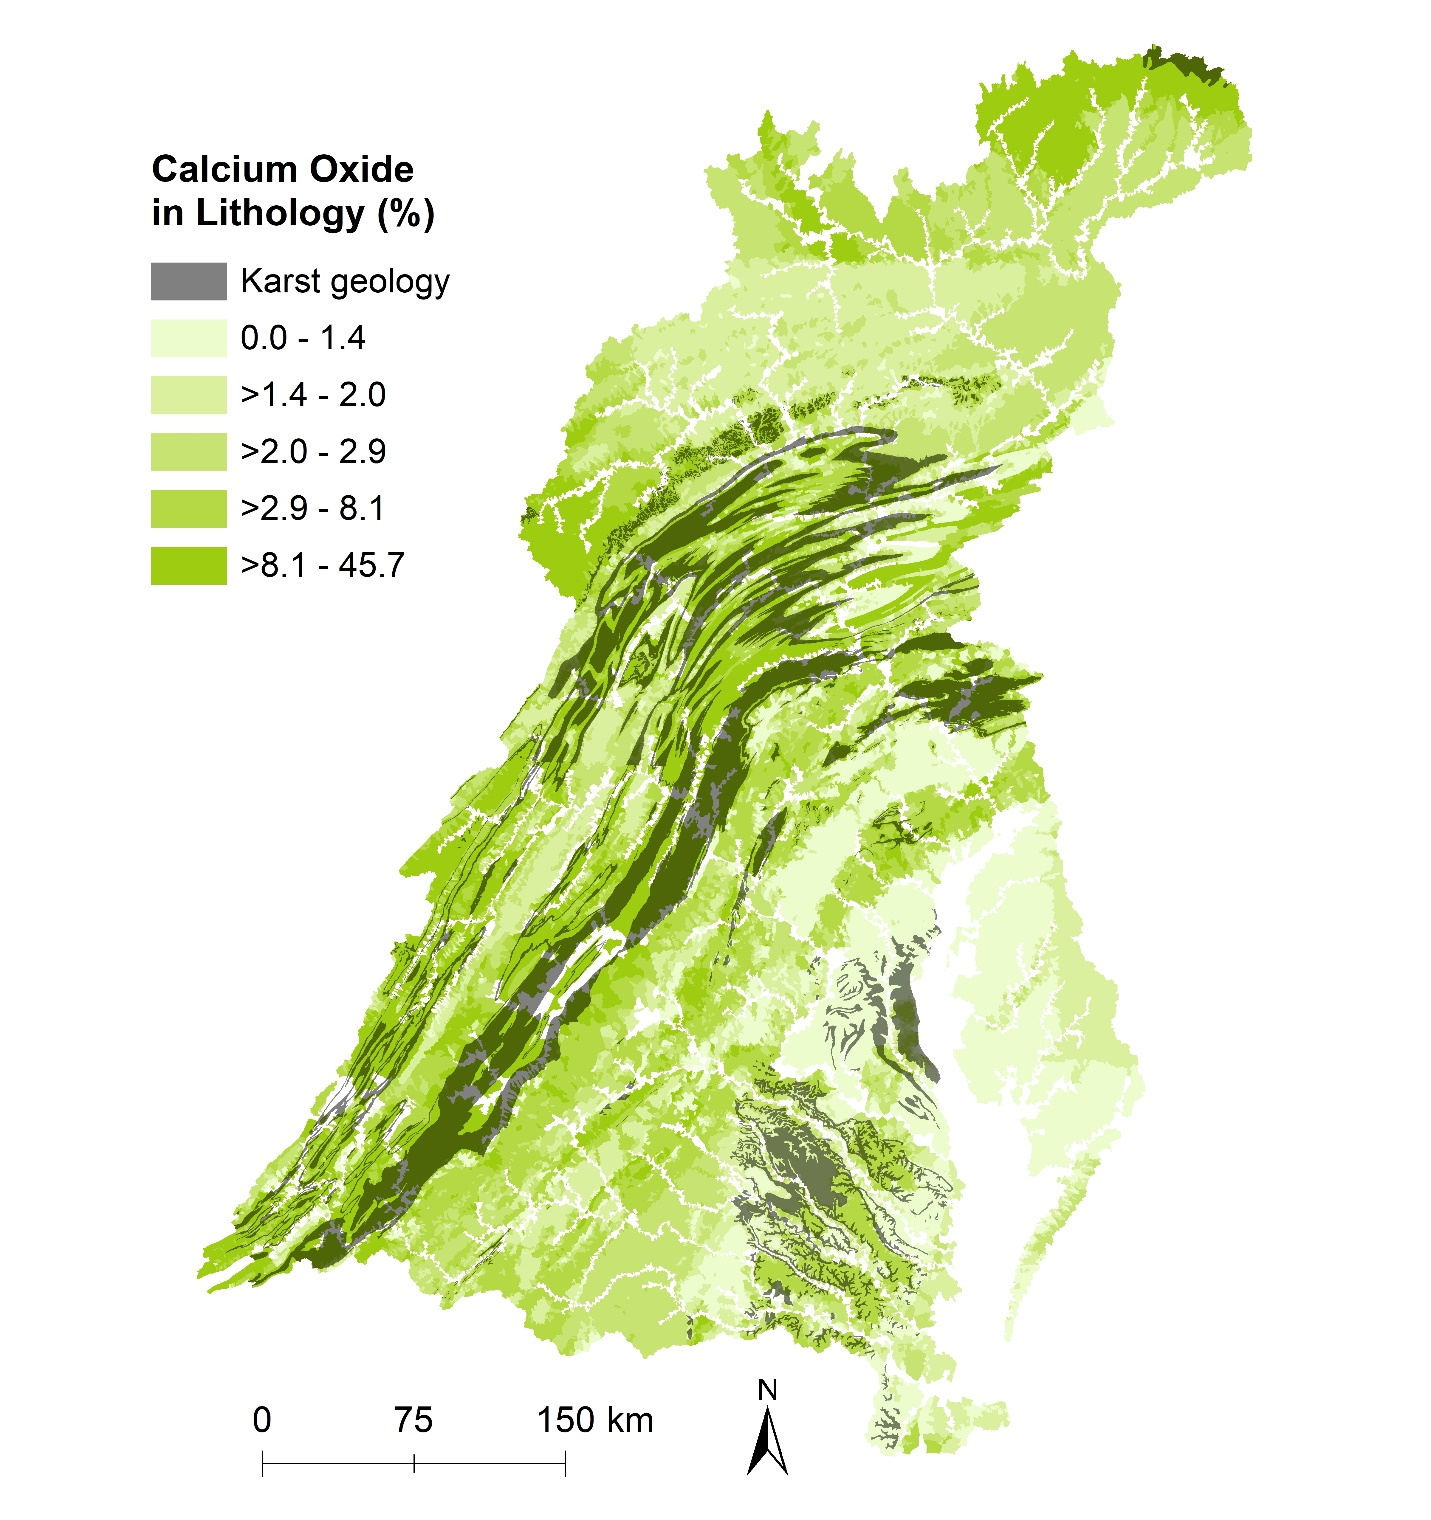 Calcium Oxide
in Lithology (%)
Karst geology
0.0 - 1.4
>1.4 - 2.0
>2.0 - 2.9
>2.9 - 8.1
>8.1 - 45.7
N
0 75 150 km